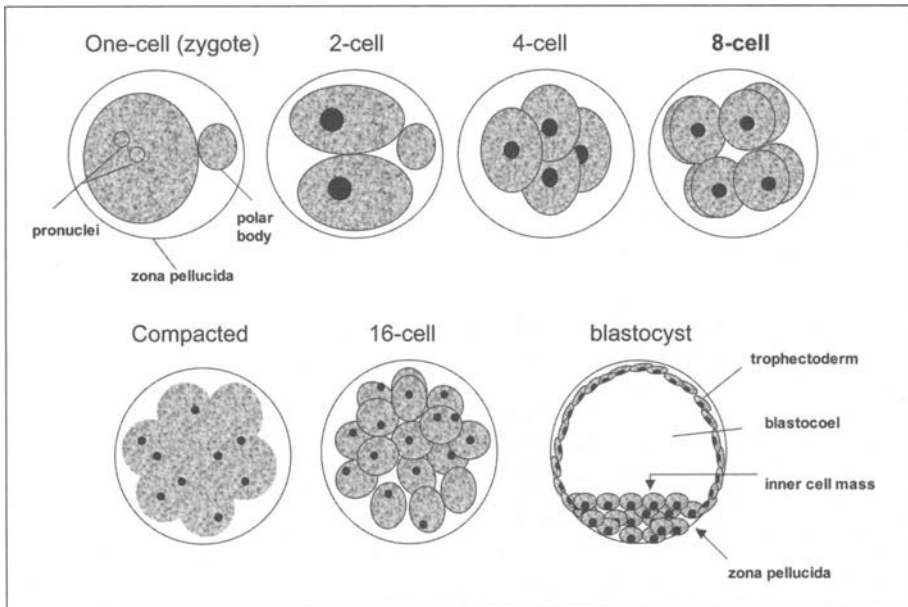 One-cell (zygote)
2-cell
4-cell
8-cell
pronuclei
polar
body
zona pellucida
Compacted
16-cell
blastocyst
trophectoderm
blastocoel
inner cell mass
zona pellucida